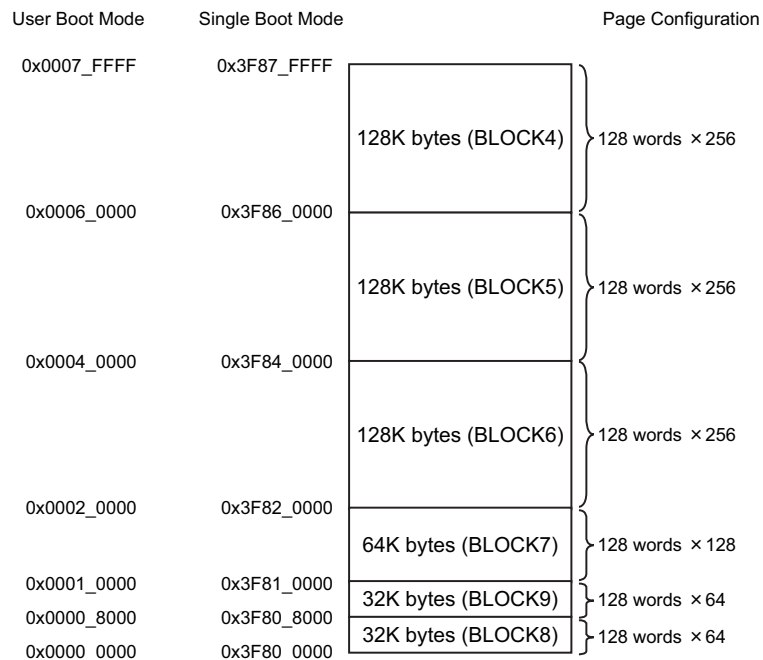 User Boot Mode Single Boot Mode Page Configuration
0x0007_FFFF 0x3F87_FFFF
128K bytes (BLOCK4) 128 words × 256
0x0006_0000 0x3F86_0000
128K bytes (BLOCK5) 128 words × 256
0x0004_0000 0x3F84_0000
128K bytes (BLOCK6) 128 words × 256
0x0002_0000 0x3F82_0000
64K bytes (BLOCK7) 128 words × 128
0x0001_0000 0x3F81_0000
32K bytes (BLOCK9) 128 words × 64
0x0000_8000 0x3F80_8000
32K bytes (BLOCK8) 128 words × 64
0x0000_0000 0x3F80_0000